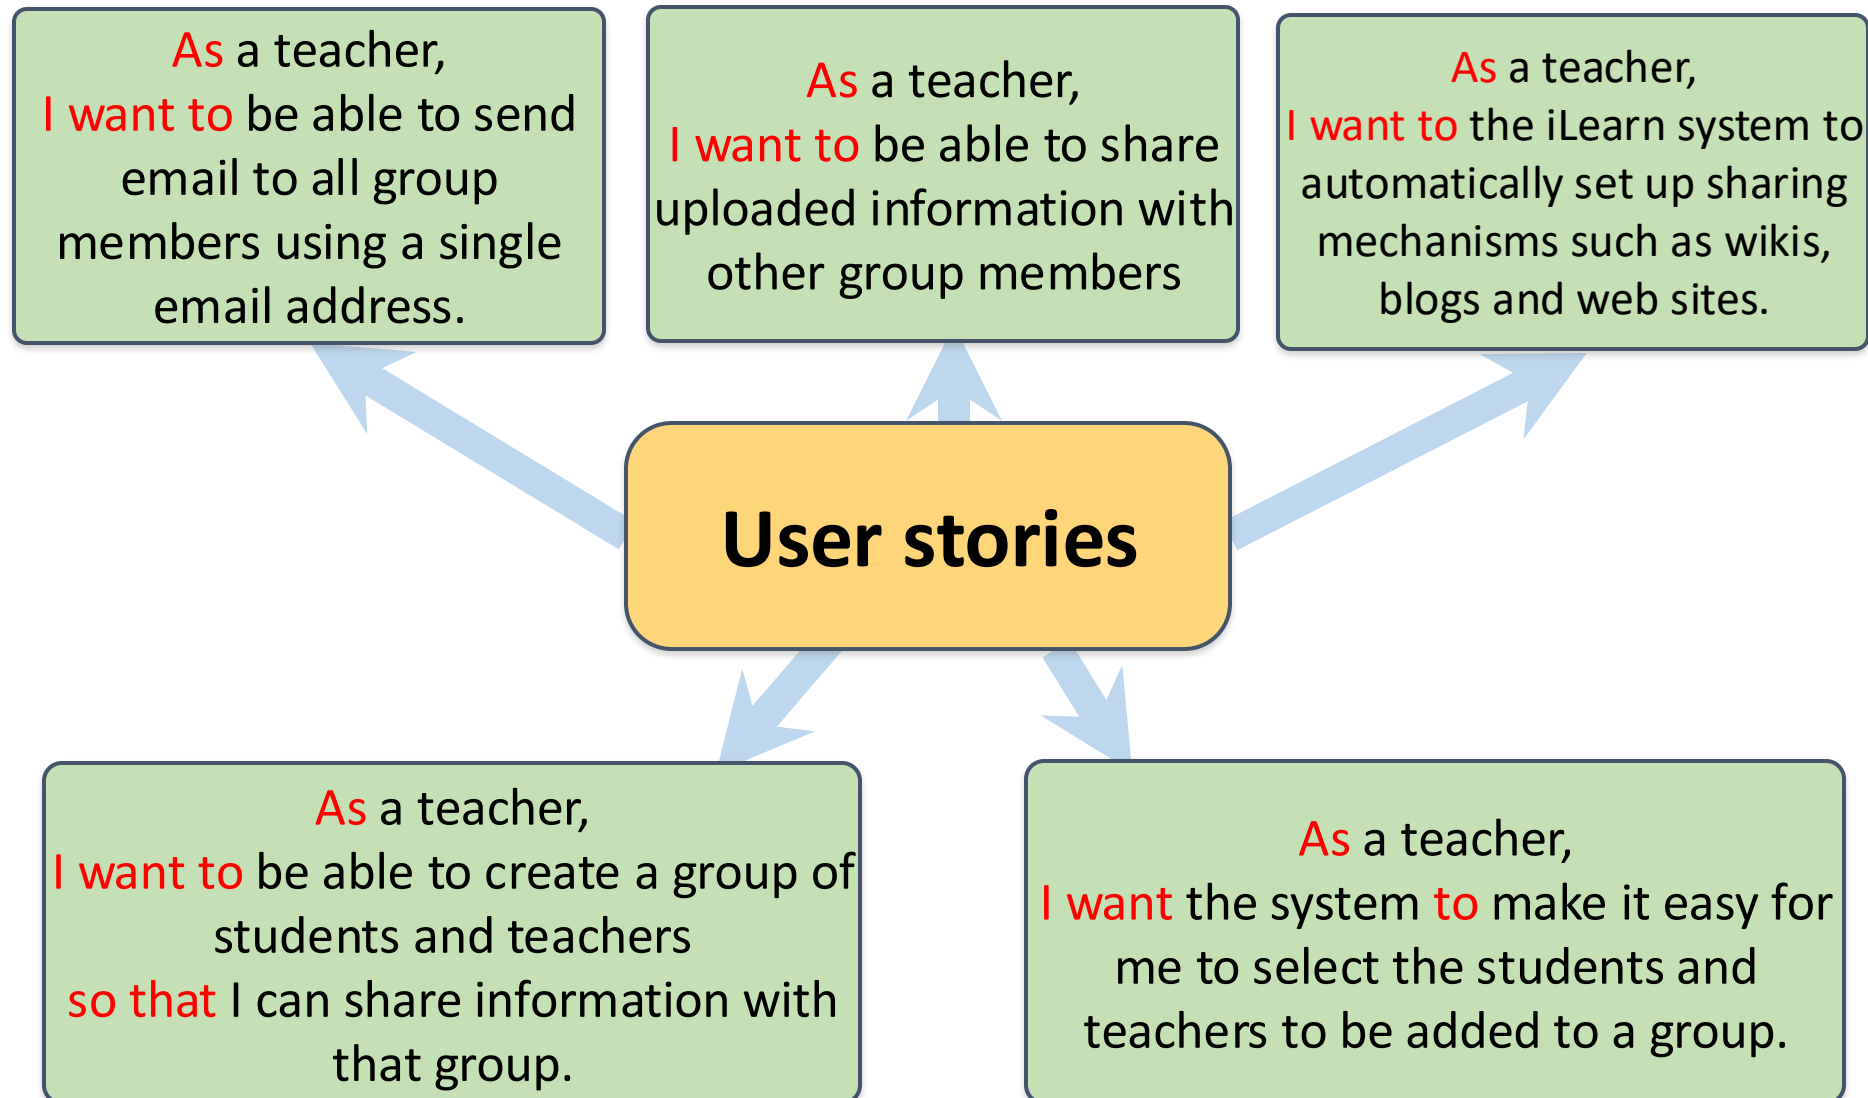 As a teacher,
I want to be able to send
email to all group
members using a single
email address.
As a teacher,
I want to be able to share
uploaded information with
other group members
As a teacher,
I want to the iLearn system to
automatically set up sharing
mechanisms such as wikis,
blogs and web sites.
User stories
As a teacher,
I want to be able to create a group of
students and teachers
so that I can share information with
that group.
As a teacher,
I want the system to make it easy for
me to select the students and
teachers to be added to a group.